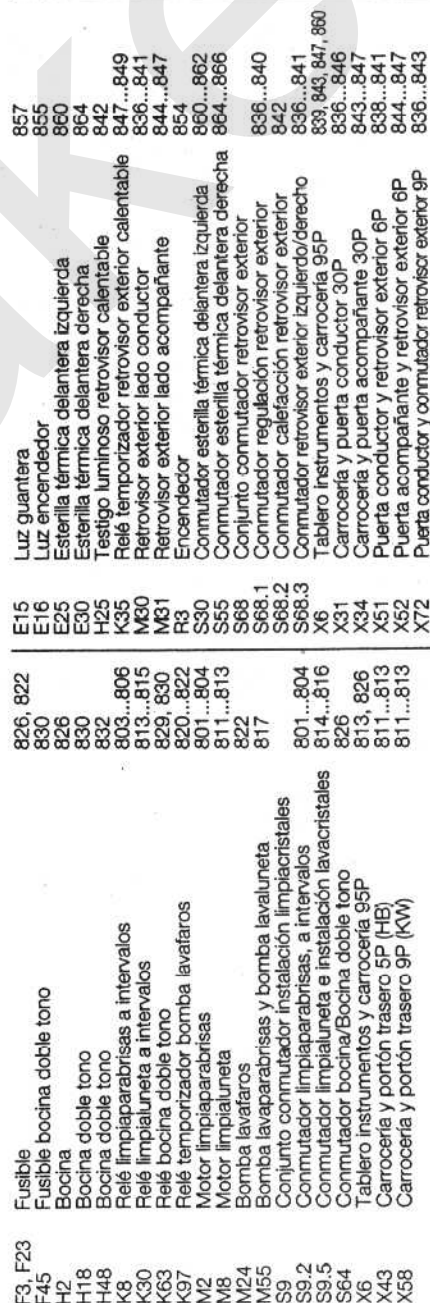 F3, F23 Fusible 826, 822
F45 Fusible bocina doble tono 830
H2 Bocina 826
H18 Bocina doble tono 830
H48 Bocina doble tono 832
K8 Relé limpiaparabrisas a intervalos 803...806
K30 Relé limpialuneta a intervalos 813...815
K63 Relé bocina doble tono 829, 830
K97 Relé temporizador bomba lavafaros 820...822
M2 Motor limpiaparabrisas 801...804
M8 Motor limpialuneta 811...813
M24 Bomba lavafaros 822
M55 Bomba lavaparabrisas y bomba lavaluneta 817
S9 Conjunto conmutador instalación limpiacristales
S9.2 Conmutador limpiaparabrisas, a intervalos 801...804
S9.5 Conmutador limpialuneta e instalación lavacristales 814...816
S64 Conmutador bocina/Bocina doble tono 826
X6 Tablero instrumentos y carrocería 95P 813, 826
X43 Carrocería y portón trasero 5P (HB) 811...813
X58 Carrocería y portón trasero 9P (KW) 811...813
E15 Luz guantera 857
E16 Luz encendedor 855
E25 Esterilla térmica delantera izquierda 860
E30 Esterilla térmica delantera derecha 864
H25 Testigo luminoso retrovisor calentable 842
K35 Relé temporizador retrovisor exterior calentable 847...849
M30 Retrovisor exterior lado conductor 836...841
M31 Retrovisor exterior lado acompañante 844...847
R3 Encendedor 854
S30 Conmutador esterilla térmica delantera izquierda 860...862
S55 Conmutador esterilla térmica delantera derecha 864...866
S68 Conjunto conmutador retrovisor exterior
S68.1 Conmutador regulación retrovisor exterior 836...840
S68.2 Conmutador calefacción retrovisor exterior 842
S68.3 Conmutador retrovisor exterior izquierdo/derecho 836...841
X6 Tablero instrumentos y carrocería 95P 839, 843, 847, 860
X31 Carrocería y puerta conductor 30P 836...846
X34 Carrocería y puerta acompañante 30P 843...847
X51 Puerta conductor y retrovisor exterior 6P 838...841
X52 Puerta acompañante y retrovisor exterior 6P 844...847
X72 Puerta conductor y conmutador retrovisor exterior 9P 836...843